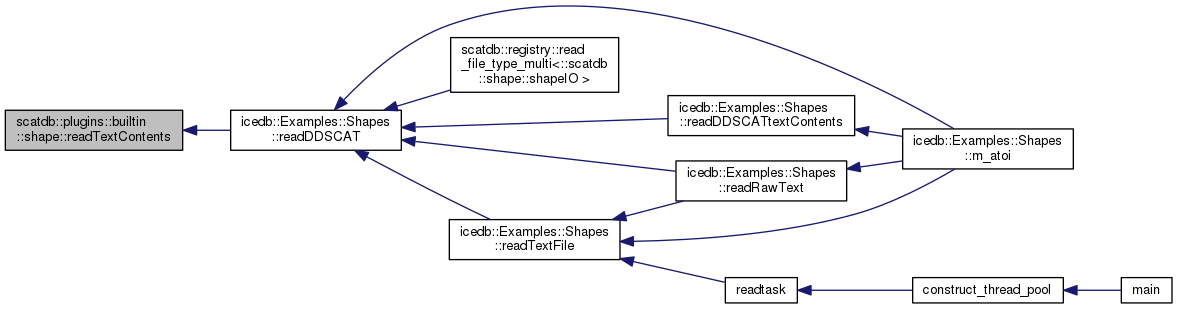 scatdb::plugins::builtin
::shape::readTextContents
icedb::Examples::Shapes
::readDDSCAT
scatdb::registry::read
_file_type_multi<::scatdb
::shape::shapeIO >
icedb::Examples::Shapes
::readDDSCATtextContents
icedb::Examples::Shapes
::readRawText
icedb::Examples::Shapes
::readTextFile
icedb::Examples::Shapes
::m_atoi
readtask
construct_thread_pool
main